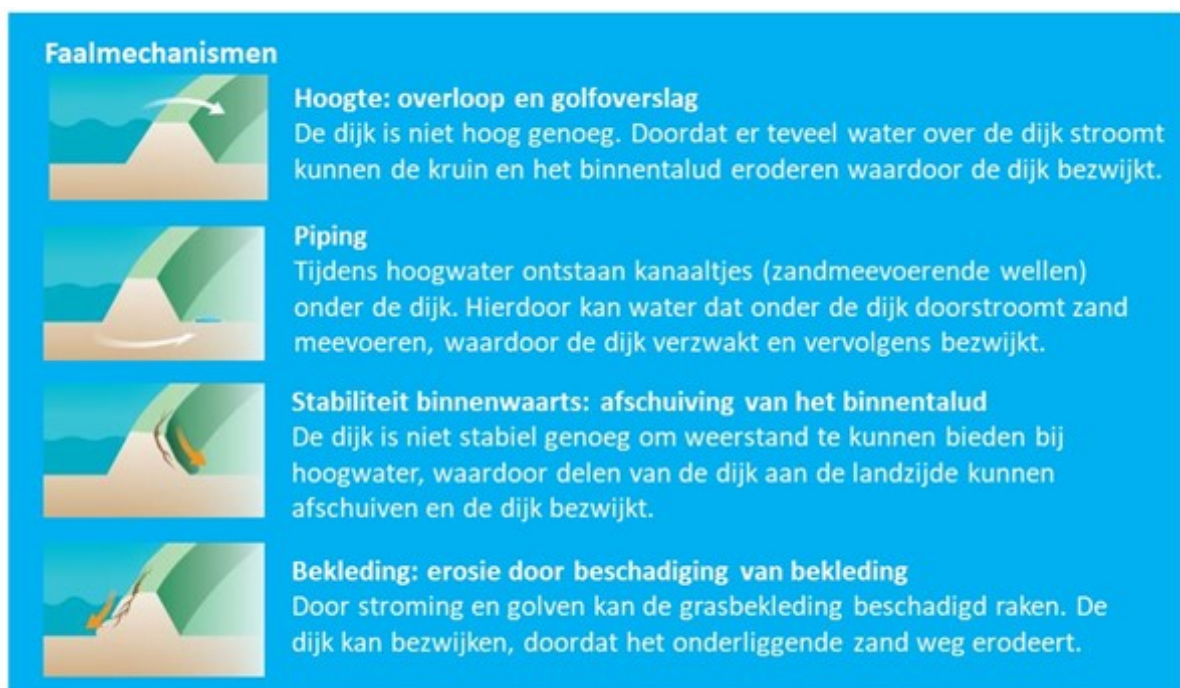 Faalmechanismen
Hoogte: overloop en golfoverslag
De dijk is niet hoog genoeg. Doordat er teveel water over de dijk stroomt
kunnen de kruin en het binnentalud eroderen waardoor de dijk bezwijkt.
Piping
Tijdens hoogwater ontstaan kanaaltjes (zandmeevoerende wellen)
onder de dijk. Hierdoor kan water dat onder de dijk doorstroomt zand
meevoeren, waardoor de dijk verzwakt en vervolgens bezwijkt.
Stabiliteit binnenwaarts: afschuiving van het binnentalud
De dijk is niet stabiel genoeg om weerstand te kunnen bieden bij
hoogwater, waardoor delen van de dijk aan de landzijde kunnen
afschuiven en de dijk bezwijkt.
Bekleding: erosie door beschadiging van bekleding
Door stroming en golven kan de grasbekleding beschadigd raken. De
dijk kan bezwijken, doordat het onderliggende zand weg erodeert.